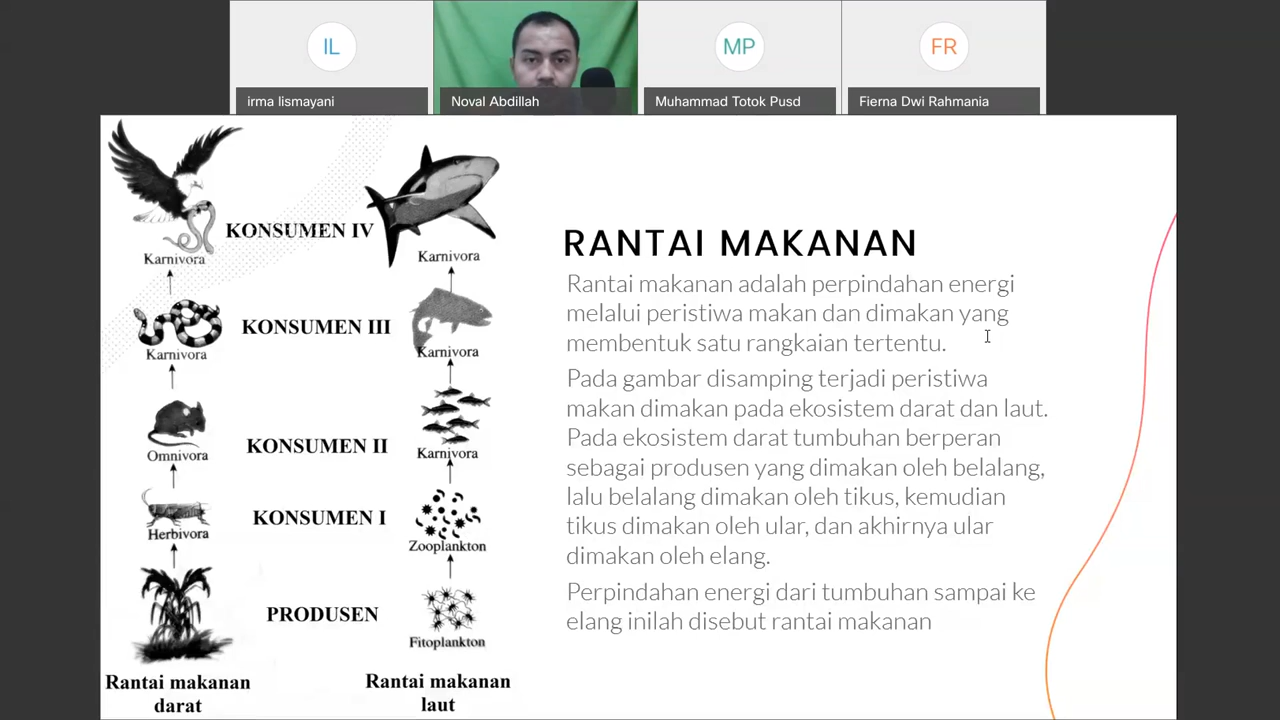 IL
MP
FR
irma lismayani
Noval Abdillah
Muhammad Totok Pusd
Fierna Dwi Rahmania
KONSUMEN IV
Karnivora
Karnivora
KONSUMEN III
Karnivora
Karnivora
KONSUMEN II
Omnivora
Karnivora
KONSUMEN I
Herbivora
Zooplankton
PRODUSEN
Fitoplankton
Rantai makanan
darat
Rantai makanan
laut
RANTAI MAKANAN
Rantai makanan adalah perpindahan energi
melalui peristiwa makan dan dimakan yang
membentuk satu rangkaian tertentu.
Pada gambar disamping terjadi peristiwa
makan dimakan pada ekosistem darat dan laut.
Pada ekosistem darat tumbuhan berperan
sebagai produsen yang dimakan oleh belalang,
lalu belalang dimakan oleh tikus, kemudian
tikus dimakan oleh ular, dan akhirnya ular
dimakan oleh elang.
Perpindahan energi dari tumbuhan sampai ke
elang inilah disebut rantai makanan